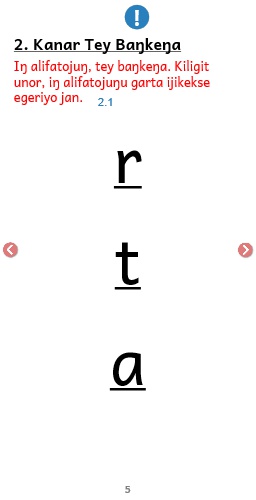 !
2. Kanar Tey Baŋkeŋa
Iŋ alifatojuŋ, tey baŋkeŋa. Kiligit
unor, iŋ alifatojuŋu garta ijikekse
egeriyo jan.
2.1
r
t
a
5